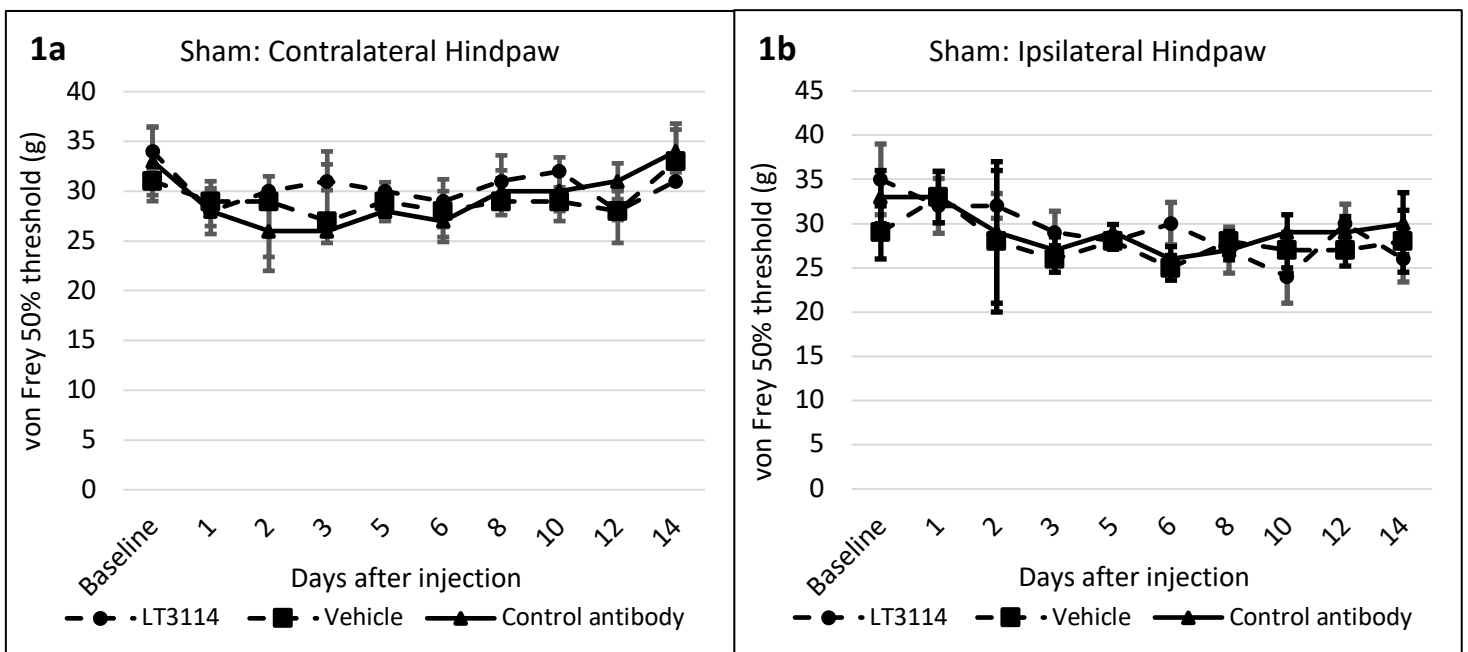 1a
Sham: Contralateral Hindpaw
von Frey 50% threshold (g)
40
35
30
25
20
15
10
5
0
Baseline
1
2
3
5
6
8
10
12
14
Days after injection
LT3114
Vehicle
Control antibody
1b
Sham: Ipsilateral Hindpaw
von Frey 50% threshold (g)
45
40
35
30
25
20
15
10
5
0
Baseline
1
2
3
5
6
8
10
12
14
Days after injection
LT3114
Vehicle
Control antibody